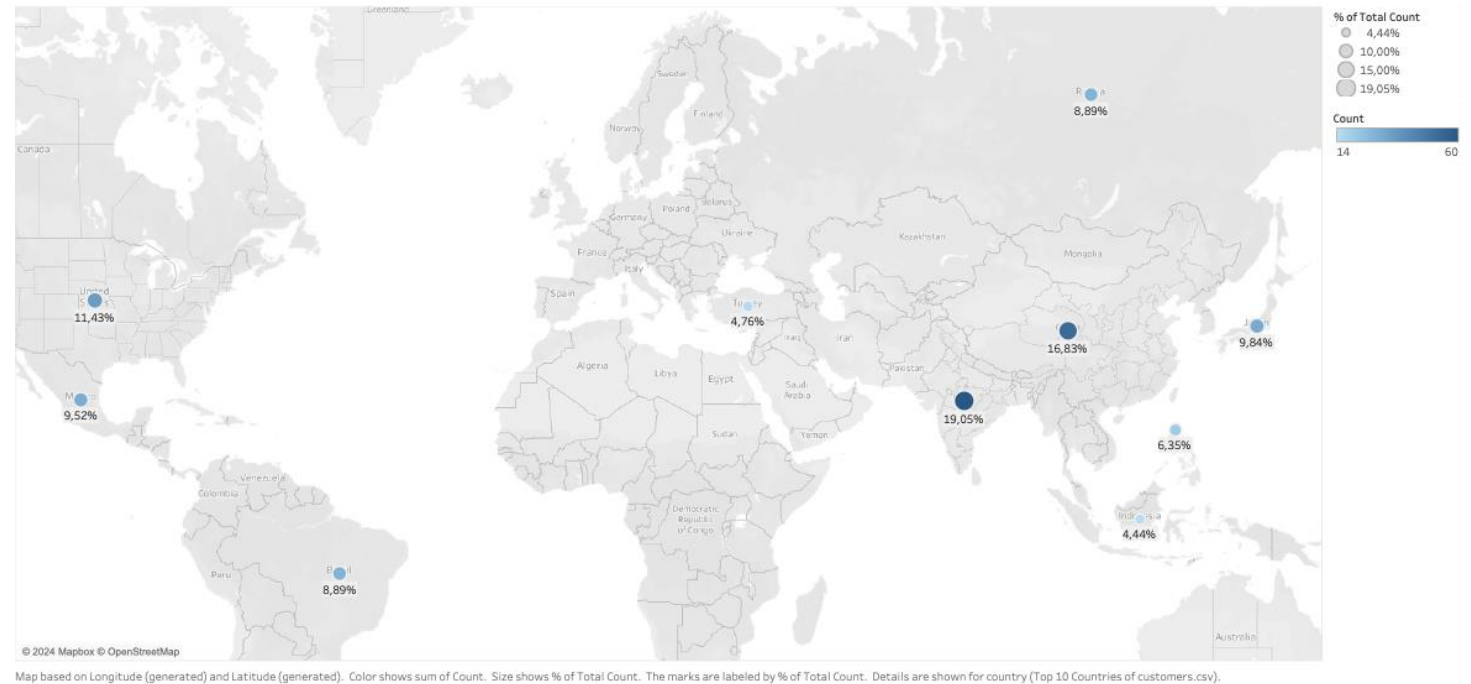 Greenland
% of Total Count
4,44%
10,00%
15,00%
19,05%
Count
14
60
Sweden
Finland
Norway
8,89%
Canada
Poland
Belarus
Germany
Ukraine
Kazakhstan
France
Mongolia
Italy
Spain
United
11,43%
4,76%
16,83%
9,84%
Iraq
Iran
Algeria
Libya
Egypt
Pakistan
Saudi
Arabia
9,52%
19,05%
Sudan
Yemen
6,35%
Venezuela
Colombia
Democratic
Republic
of Congo
4,44%
Peru
8,89%
Australia
© 2024 Mapbox © OpenStreetMap
Map based on Longitude (generated) and Latitude (generated). Color shows sum of Count. Size shows % of Total Count. The marks are labeled by % of Total Count. Details are shown for country (Top 10 Countries of customers.csv).